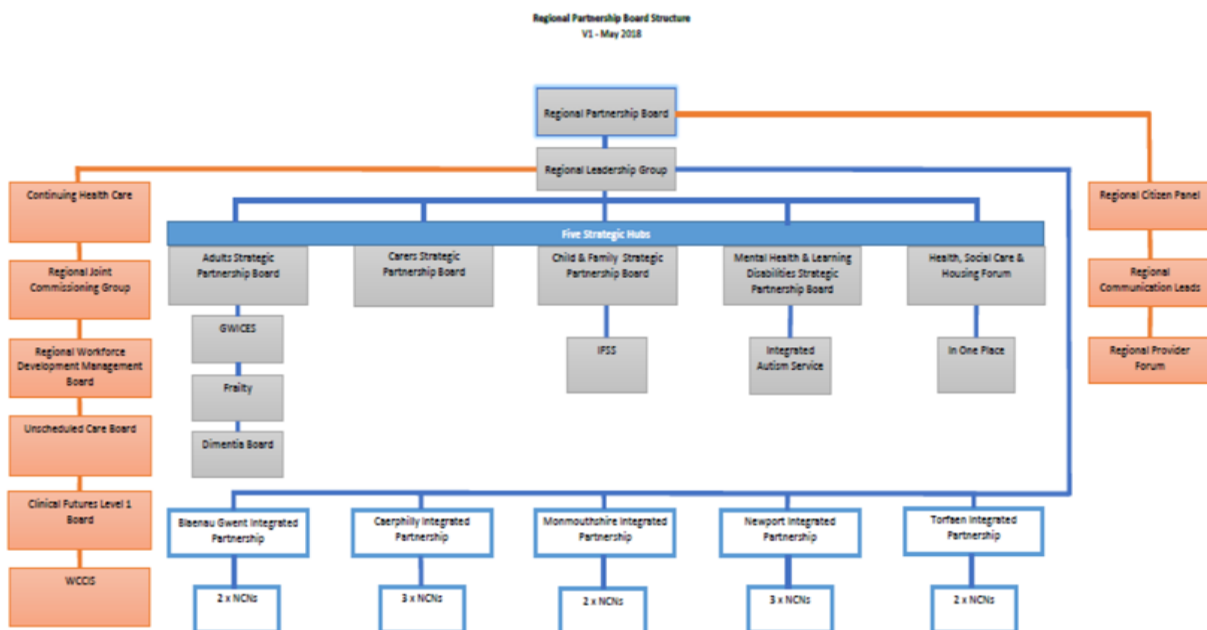 Regional Partnership Board Structure
V1 - May 2018
Regional Partnership Board
Regional Leadership Group
Continuing Health Care
Regional Joint
Commissioning Group
Regional Workforce
Development Management
Board
Unscheduled Care Board
Clinical Futures Level 1
Board
WCCIS
Five Strategic Hubs
Adults Strategic
Partnership Board
GWICES
Frailty
Dimentia Board
Carers Strategic
Partnership Board
Child & Family Strategic
Partnership Board
IFSS
Mental Health & Learning
Disabilities Strategic
Partnership Board
Integrated
Autism Service
Health, Social Care &
Housing Forum
In One Place
Regional Citizen Panel
Regional
Communication Leads
Regional Provider
Forum
Blaenau Gwent Integrated
Partnership
2 x NCNs
Caerphilly Integrated
Partnership
3 x NCNs
Monmouthshire Integrated
Partnership
2 x NCNs
Newport Integrated
Partnership
3 x NCNs
Torfaen Integrated
Partnership
2 x NCNs